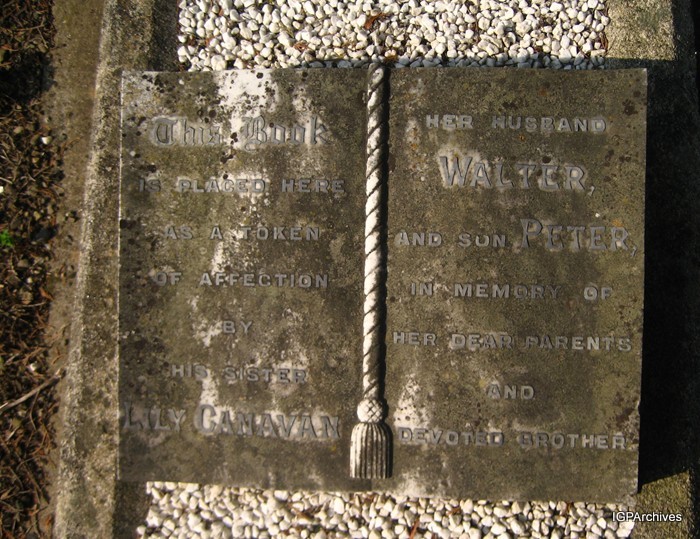 This Book
IS PLACED HERE
AS A TOKEN
OF AFFECTION
BY
HIS SISTER
LILY CANAVAN
HER HUSBAND
WALTER,
AND SON PETER,
IN MEMORY OF
HER DEAR PARENTS
AND
DEVOTED BROTHER
IGPArchives